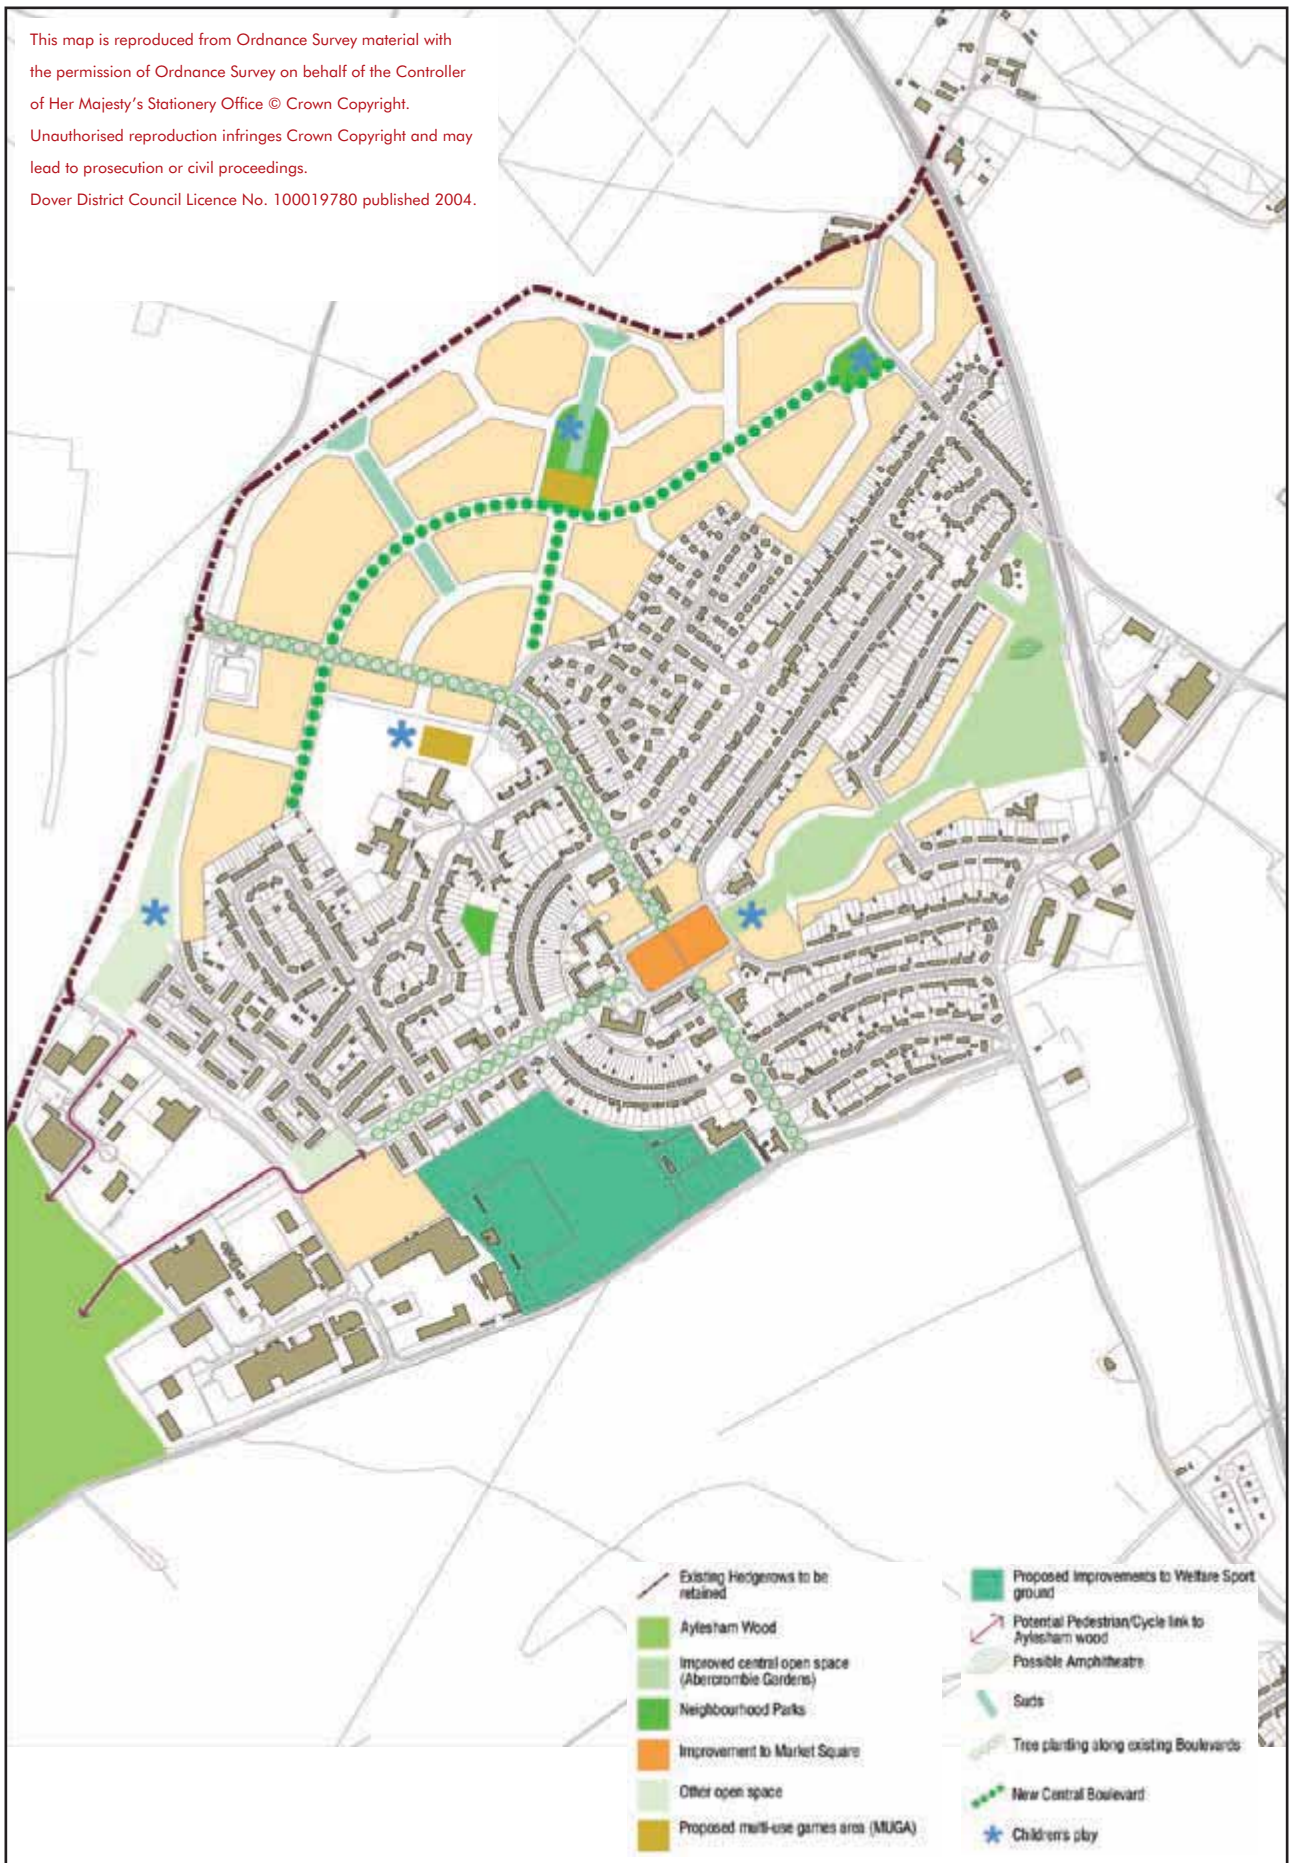 This map is reproduced from Ordnance Survey material with
the permission of Ordnance Survey on behalf of the Controller
of Her Majesty's Stationery Office © Crown Copyright.
Unauthorised reproduction infringes Crown Copyright and may
lead to prosecution or civil proceedings.
Dover District Council Licence No. 100019780 published 2004.
Existing Hedgerows to be
retained
Aylesham Wood
Improved central open space
(Abercrombie Gardens)
Neighbourhood Parks
Improvement to Market Square
Other open space
Proposed multi-use games area (MUGA)
Proposed Improvements to Welfare Sport
ground
Potential Pedestrian/Cycle link to
Aylesham wood
Possible Amphitheatre
Suds
Tree planting along existing Boulevards
New Central Boulevard
Children's play